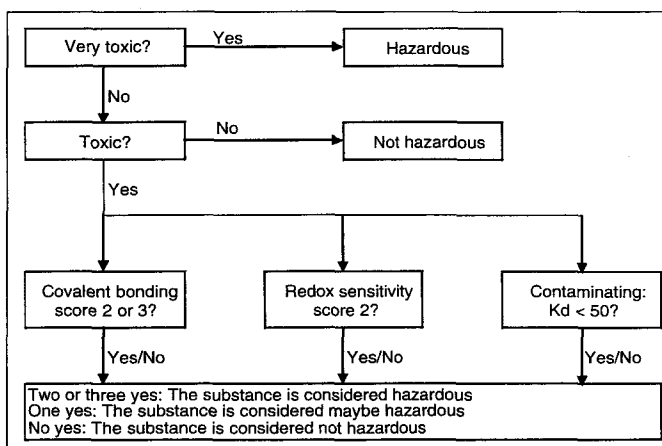 Very toxic?
Yes
Hazardous
No
Toxic?
No
Not hazardous
Yes
Covalent bonding
score 2 or 3?
Redox sensitivity
score 2?
Contaminating:
Kd < 50?
Yes/No
Yes/No
Yes/No
Two or three yes: The substance is considered hazardous
One yes: The substance is considered maybe hazardous
No yes: The substance is considered not hazardous